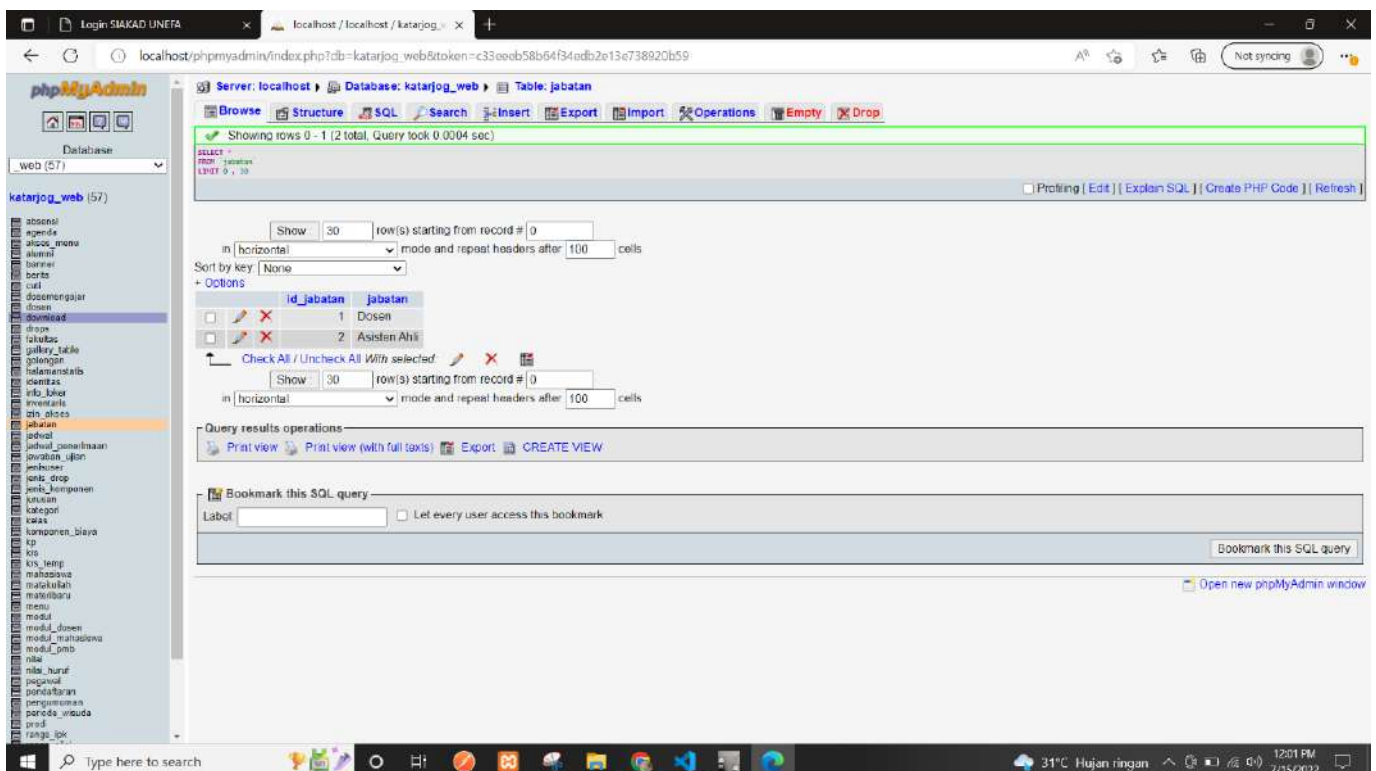 Login SIAKAD UNEFA
localhost / localhost / katarjog_
localhost/phpmyadmin/index.php?db=katarjog_web&token=c33eeeb58b64f34edb2e13e738920b59
Not syncing
phpMyAdmin
Database
_web (57)
katarjog_web (57)
absensi
agenda
akses_menu
alumni
banner
berita
cuti
dosenmengajar
dosen
download
drops
fakultas
gallery_table
golongan
halamanstatis
identitas
info_loker
inventaris
izin_akses
jabatan
jadwal
jadwal_penerimaan
jawaban_ujian
jenisuser
jenis_drop
jenis_komponen
jurusan
kategori
kelas
komponen_biaya
kp
krs
krs_temp
mahasiswa
matakuliah
materibaru
menu
modul
modul_dosen
modul_mahasiswa
modul_pmb
nilai
nilai_huruf
pegawai
pendaftaran
pengumuman
periode_wisuda
prodi
range_ipk
Server: localhost Database: katarjog_web Table: jabatan
Browse Structure SQL Search Insert Export Import Operations Empty Drop
Showing rows 0 - 1 (2 total, Query took 0.0004 sec)
SELECT *
FROM `jabatan`
LIMIT 0 , 30
Profiling [ Edit ] [ Explain SQL ] [ Create PHP Code ] [ Refresh ]
Show : 30 row(s) starting from record # 0
in horizontal mode and repeat headers after 100 cells
Sort by key: None
+ Options
id_jabatan jabatan
1 Dosen
2 Asisten Ahli
Check All / Uncheck All With selected:
Show : 30 row(s) starting from record # 0
in horizontal mode and repeat headers after 100 cells
Query results operations
Print view Print view (with full texts) Export CREATE VIEW
Bookmark this SQL query
Label: Let every user access this bookmark
Bookmark this SQL query
Open new phpMyAdmin window
Type here to search
31°C Hujan ringan
12:01 PM
7/15/2022